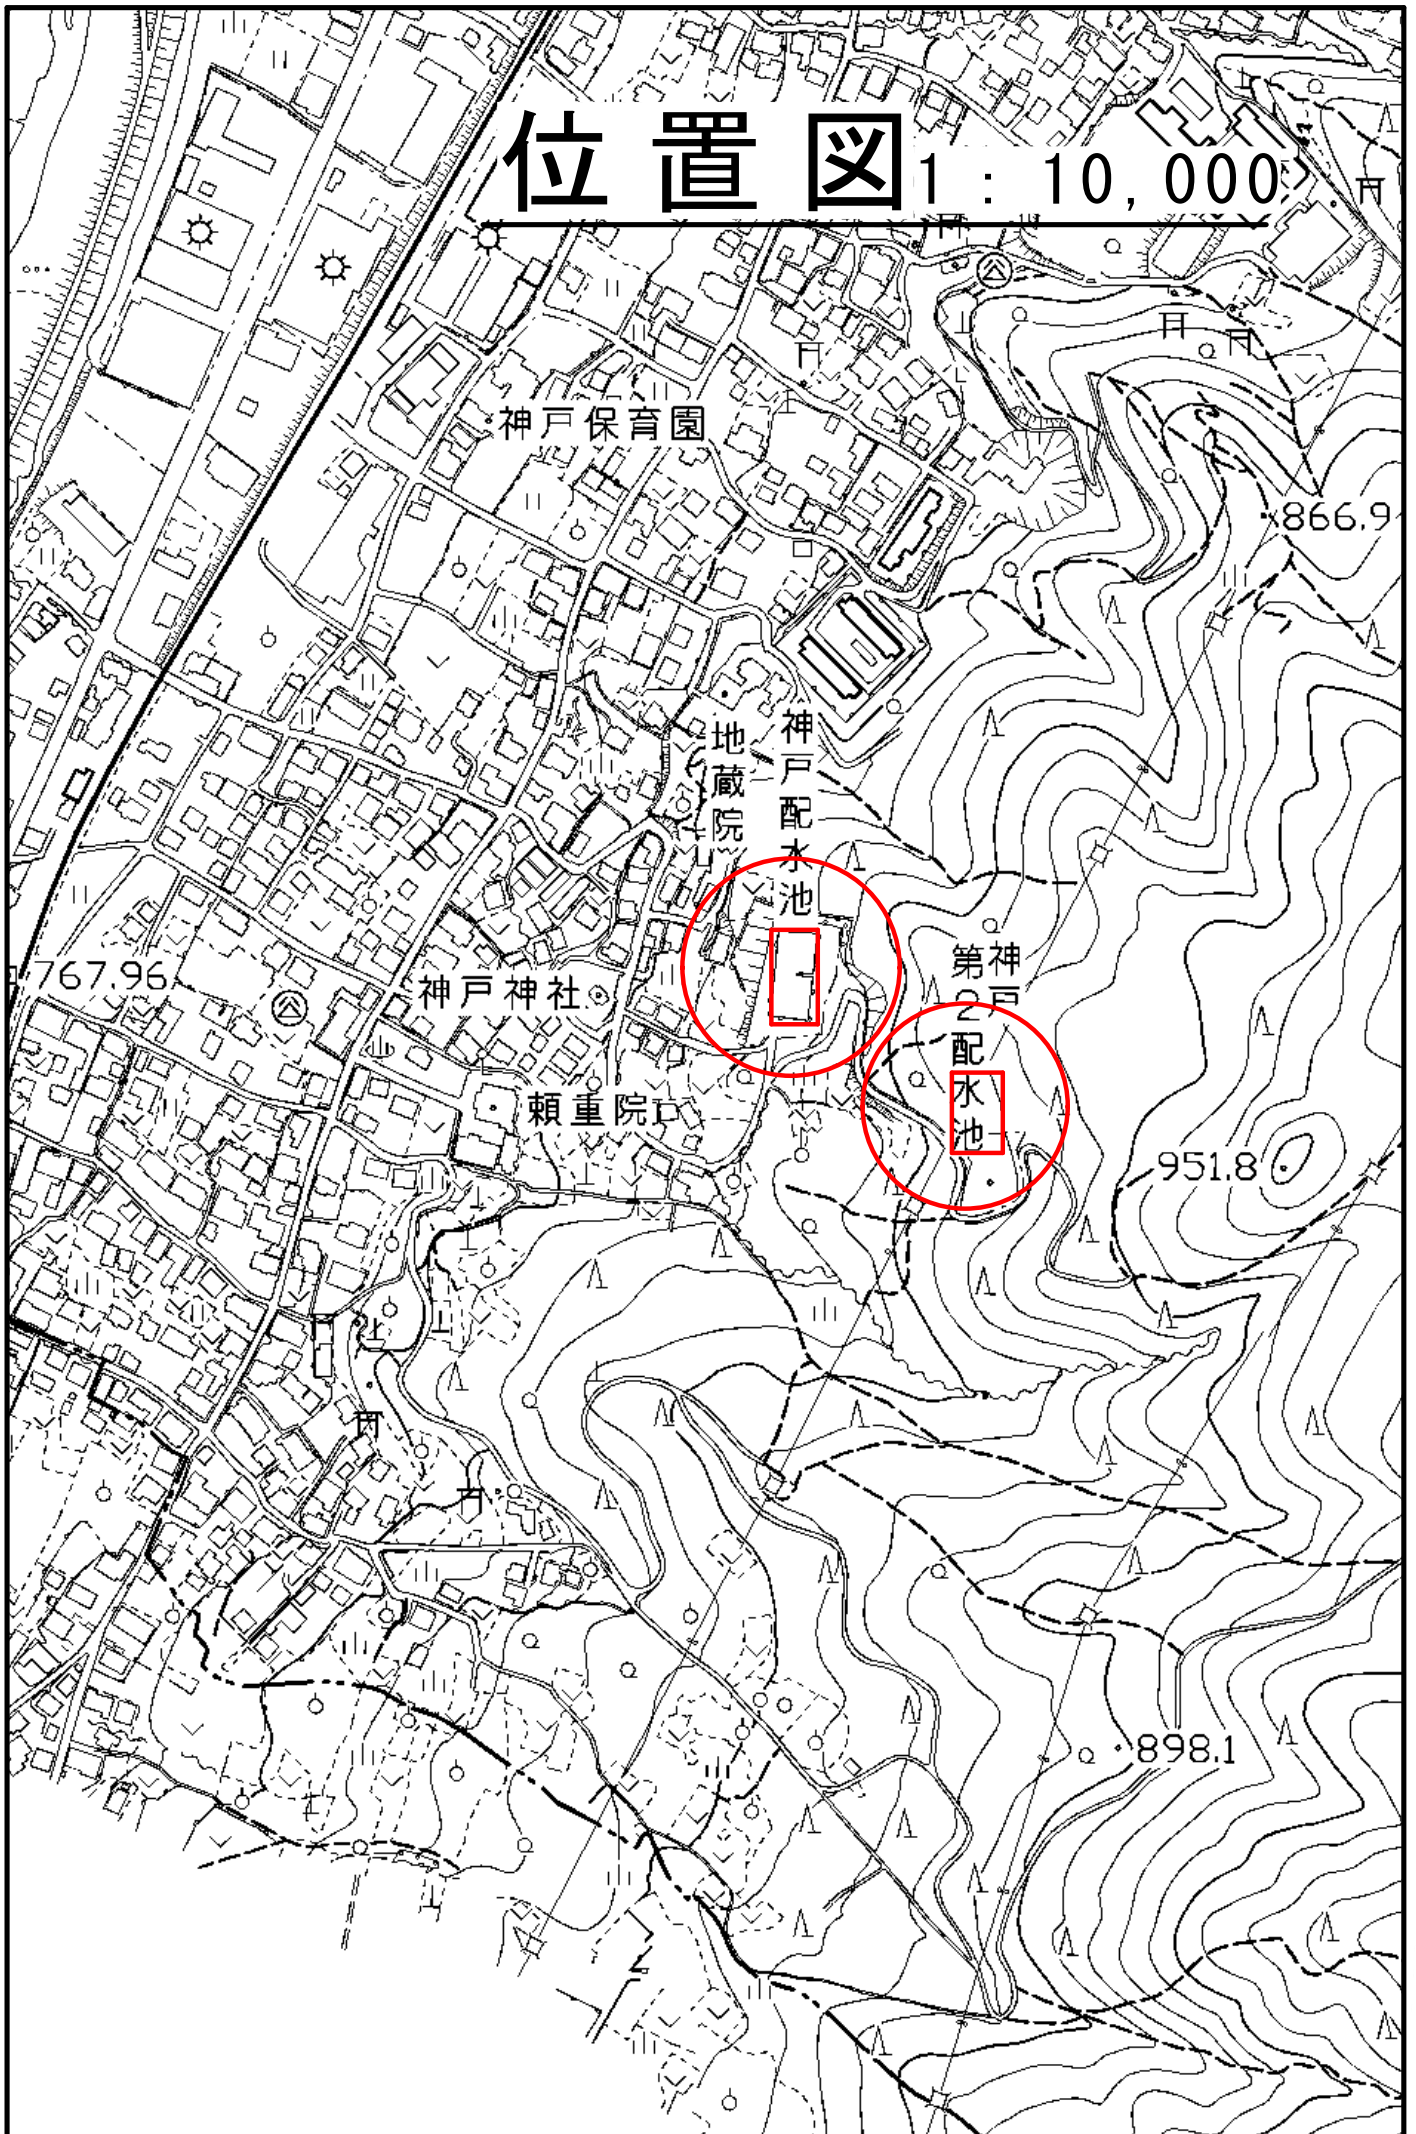 位置図 1:10,000
神戸保育園
866.9
地蔵院
神戸配水池
神戸
第2配水池
767.96
神戸神社
頼重院
951.8
898.1